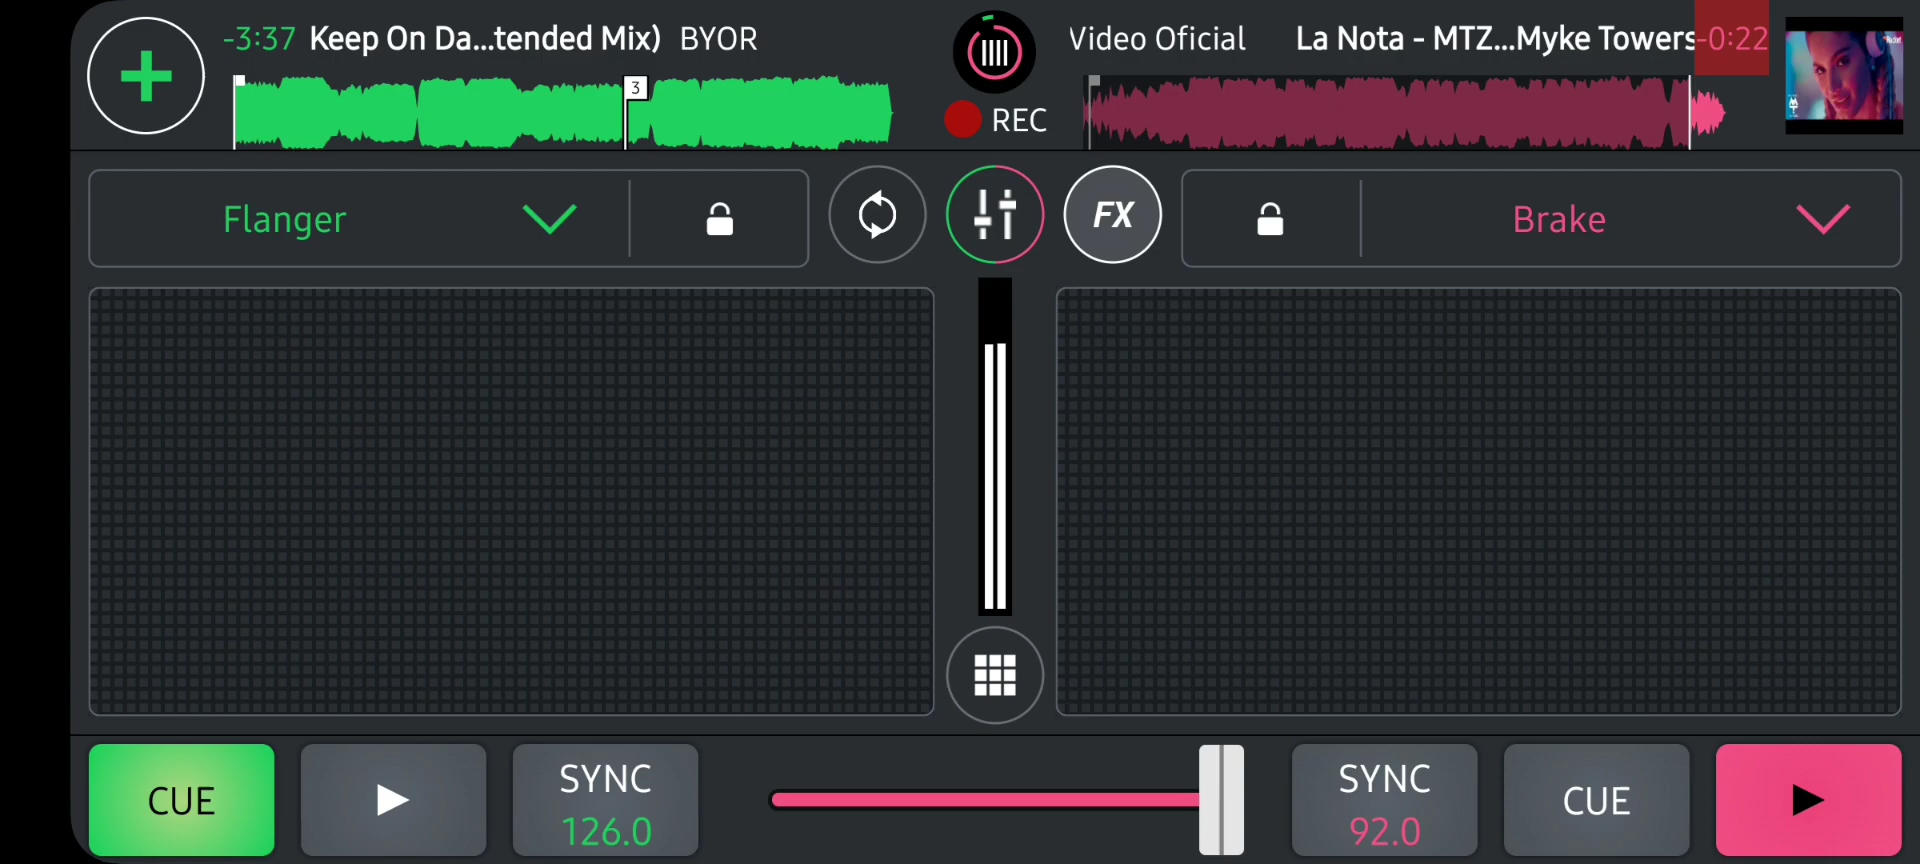 -3:37 Keep On Da...tended Mix) BYOR
Video Oficial La Nota - MTZ...Myke Towers -0:22
3
REC
Flanger
FX
Brake
CUE
SYNC
126.0
SYNC
92.0
CUE